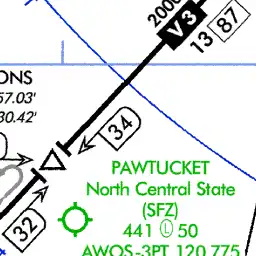 2000
V3
13 87
ONS
57.03'
30.42'
34
32
PAWTUCKET
North Central State
(SFZ)
441 Ⓛ 50
AWOS-3PT 120.775